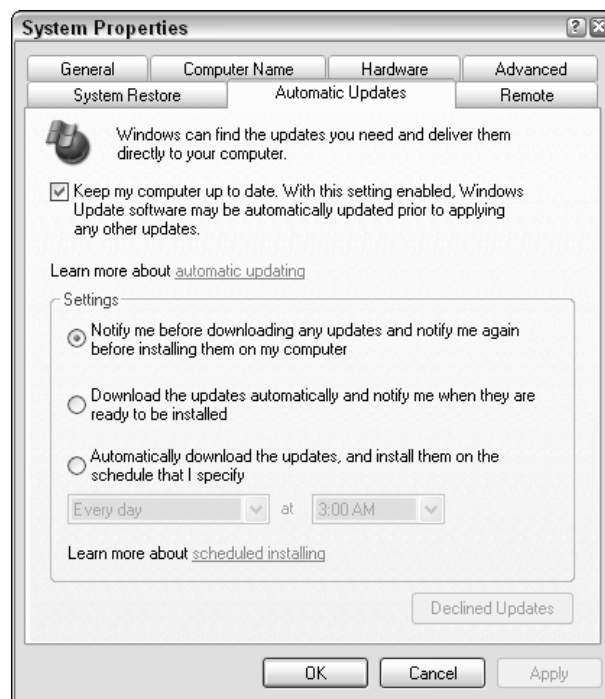 System Properties
General
Computer Name
Hardware
Advanced
System Restore
Automatic Updates
Remote
Windows can find the updates you need and deliver them
directly to your computer.
Keep my computer up to date. With this setting enabled, Windows
Update software may be automatically updated prior to applying
any other updates.
Learn more about automatic updating
Settings
Notify me before downloading any updates and notify me again
before installing them on my computer
Download the updates automatically and notify me when they are
ready to be installed
Automatically download the updates, and install them on the
schedule that I specify
Every day at 3:00 AM
Learn more about scheduled installing
Declined Updates
OK
Cancel
Apply